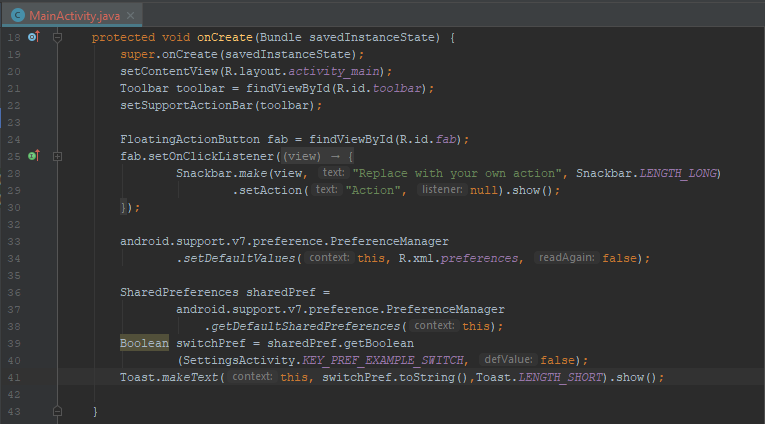 MainActivity.java
18 protected void onCreate(Bundle savedInstanceState) {
19 super.onCreate(savedInstanceState);
20 setContentView(R.layout.activity_main);
21 Toolbar toolbar = findViewById(R.id.toolbar);
22 setSupportActionBar(toolbar);
23
24 FloatingActionButton fab = findViewById(R.id.fab);
25 fab.setOnClickListener((view) → {
28 Snackbar.make(view, text: "Replace with your own action", Snackbar.LENGTH_LONG)
29 .setAction( text: "Action", listener: null).show();
30 });
32
33 android.support.v7.preference.PreferenceManager
34 .setDefaultValues( context: this, R.xml.preferences, readAgain: false);
35
36 SharedPreferences sharedPref =
37 android.support.v7.preference.PreferenceManager
38 .getDefaultSharedPreferences( context: this);
39 Boolean switchPref = sharedPref.getBoolean
40 (SettingsActivity.KEY_PREF_EXAMPLE_SWITCH, defValue: false);
41 Toast.makeText( context: this, switchPref.toString(),Toast.LENGTH_SHORT).show();
42
43 }